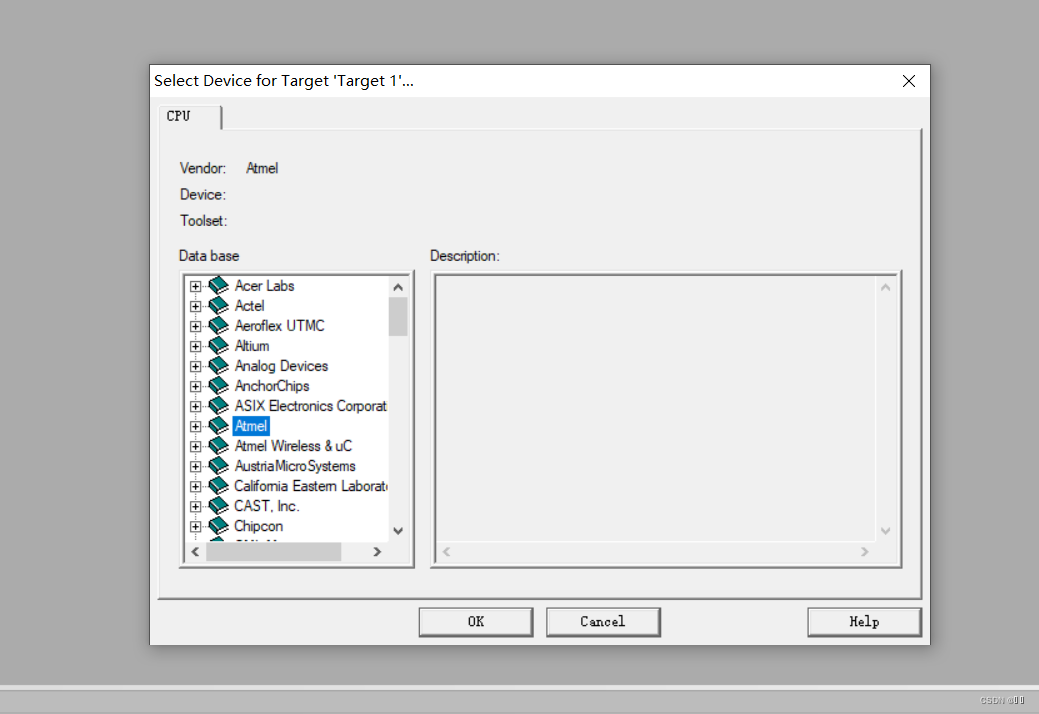 Select Device for Target 'Target 1'...
CPU
Vendor: Atmel
Device:
Toolset:
Data base
Description:
Acer Labs
Actel
Aeroflex UTMC
Altium
Analog Devices
AnchorChips
ASIX Electronics Corporat
Atmel
Atmel Wireless & uC
AustriaMicroSystems
California Eastern Laborat
CAST, Inc.
Chipcon
OK
Cancel
Help
CSDN @